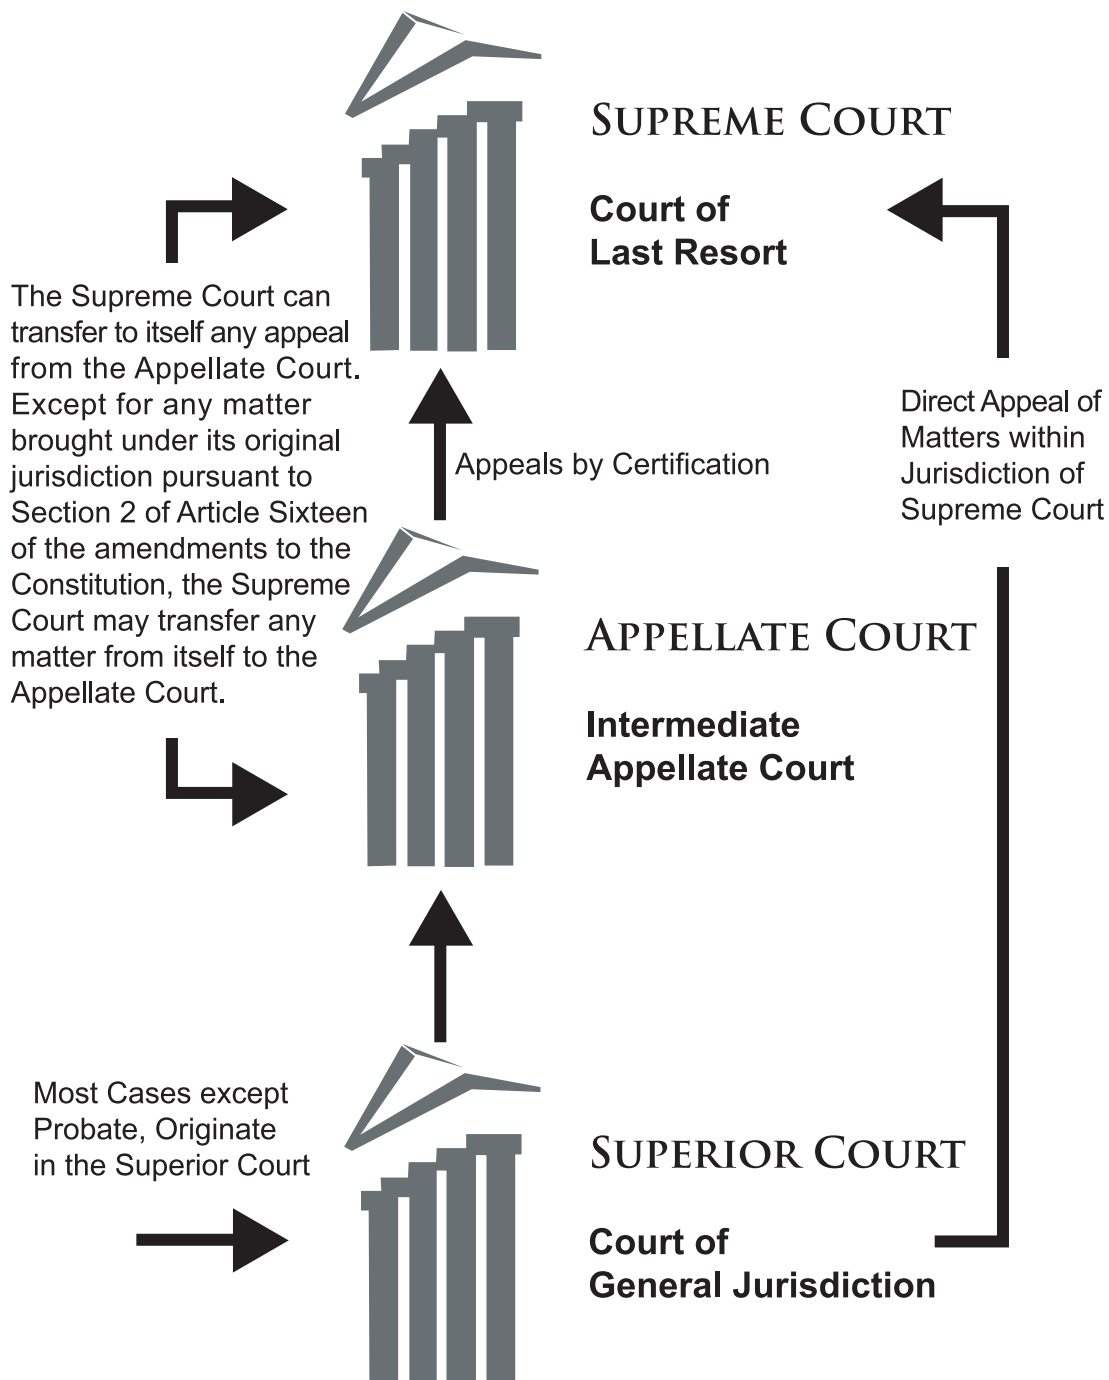 SUPREME COURT
Court of
Last Resort
The Supreme Court can
transfer to itself any appeal
from the Appellate Court.
Except for any matter
brought under its original
jurisdiction pursuant to
Section 2 of Article Sixteen
of the amendments to the
Constitution, the Supreme
Court may transfer any
matter from itself to the
Appellate Court.
Appeals by Certification
Direct Appeal of
Matters within
Jurisdiction of
Supreme Court
APPELLATE COURT
Intermediate
Appellate Court
Most Cases except
Probate, Originate
in the Superior Court
SUPERIOR COURT
Court of
General Jurisdiction